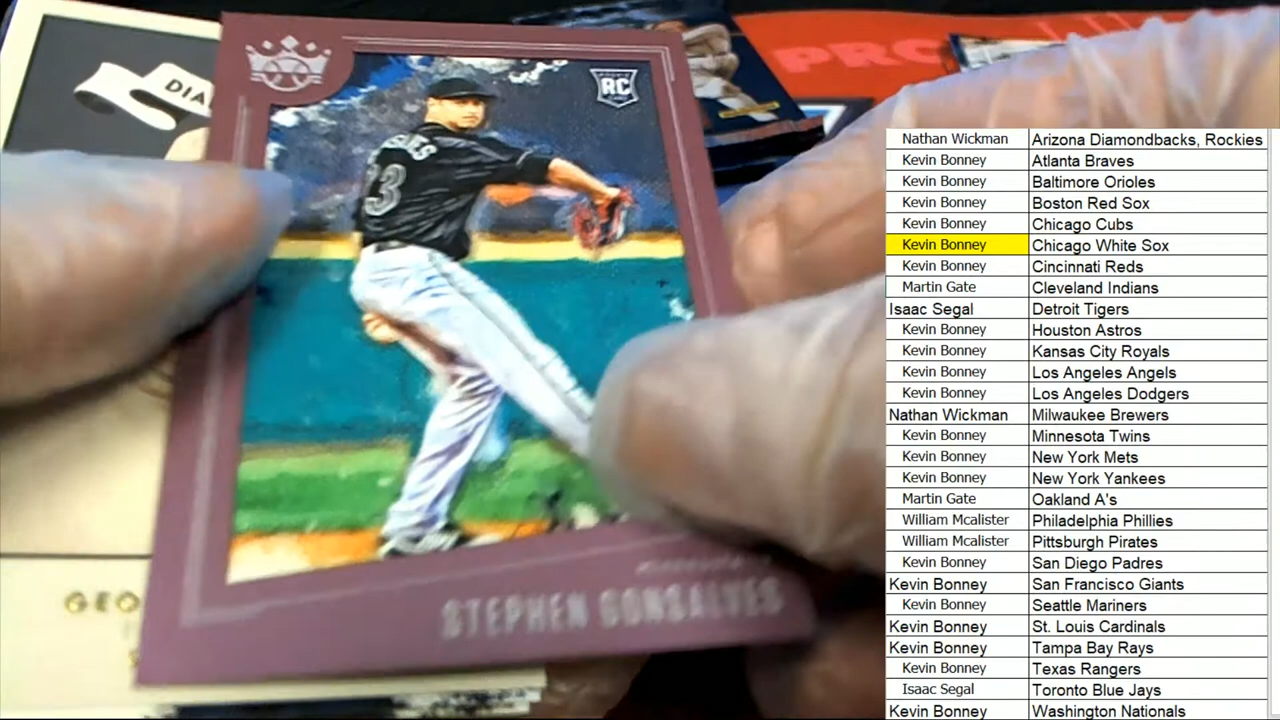 DIA
PRO
RC
23
GEO
STEPHEN GONSALVES
Nathan Wickman Arizona Diamondbacks, Rockies
Kevin Bonney Atlanta Braves
Kevin Bonney Baltimore Orioles
Kevin Bonney Boston Red Sox
Kevin Bonney Chicago Cubs
Kevin Bonney Chicago White Sox
Kevin Bonney Cincinnati Reds
Martin Gate Cleveland Indians
Isaac Segal Detroit Tigers
Kevin Bonney Houston Astros
Kevin Bonney Kansas City Royals
Kevin Bonney Los Angeles Angels
Kevin Bonney Los Angeles Dodgers
Nathan Wickman Milwaukee Brewers
Kevin Bonney Minnesota Twins
Kevin Bonney New York Mets
Kevin Bonney New York Yankees
Martin Gate Oakland A's
William Mcalister Philadelphia Phillies
William Mcalister Pittsburgh Pirates
Kevin Bonney San Diego Padres
Kevin Bonney San Francisco Giants
Kevin Bonney Seattle Mariners
Kevin Bonney St. Louis Cardinals
Kevin Bonney Tampa Bay Rays
Kevin Bonney Texas Rangers
Isaac Segal Toronto Blue Jays
Kevin Bonney Washington Nationals